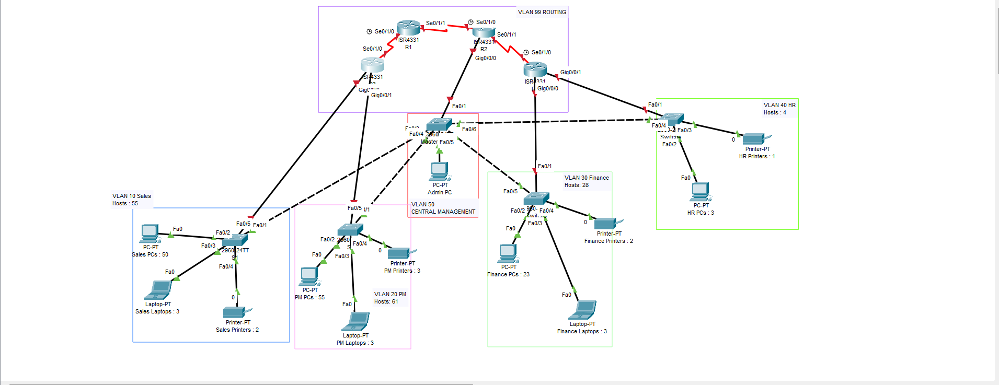 VLAN 99 ROUTING
Se0/1/1
Se0/1/0
Se0/1/0
ISR4331
R1
Se0/1/1
ISR4331
R2
Se0/1/0
Se0/1/0
Gig0/0/0
ISR4331
Gig0/0/1
ISR4331
Gig0/0/0
Gig0/0/1
Fa0/1
Fa0/1
VLAN 40 HR
Hosts : 4
Fa0/6
Fa0/4
Fa0/4
Fa0/3
Fa0/5
Master
Fa0/2
0
Printer-PT
HR Printers : 1
Fa0/1
Fa0
PC-PT
Admin PC
VLAN 30 Finance
Hosts: 28
Fa0/5
VLAN 10 Sales
Hosts : 55
VLAN 50
CENTRAL MANAGEMENT
PC-PT
HR PCs : 3
Fa0/5
Fa0/2
Fa0/4
Fa0/3
Fa0/5
Fa0/1
Fa0
Fa0/2
Fa0/3
PC-PT
Sales PCs : 50
2960-24TT
S1
Fa0/4
Fa0/2
Fa0/4
Fa0/3
0
Fa0
0
Printer-PT
Finance Printers : 2
Fa0
Printer-PT
PM Printers : 3
PC-PT
Finance PCs : 23
Fa0
PC-PT
PM PCs : 55
VLAN 20 PM
Hosts: 61
0
Fa0
Fa0
Laptop-PT
Sales Laptops : 3
Printer-PT
Sales Printers : 2
Laptop-PT
PM Laptops : 3
Laptop-PT
Finance Laptops : 3